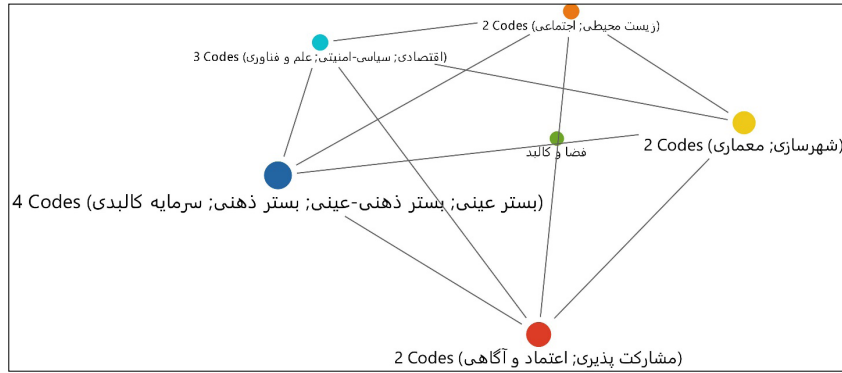 2 Codes (زیست محیطی; اجتماعی)
3 Codes (اقتصادی; سیاسی-امنیتی; علم و فناوری)
2 Codes (شهرسازی; معماری)
فضا و کالبد
4 Codes (بستر عینی; بستر ذهنی-عینی; بستر ذهنی; سرمایه کالبدی)
2 Codes (مشارکت پذیری; اعتماد و آگاهی)